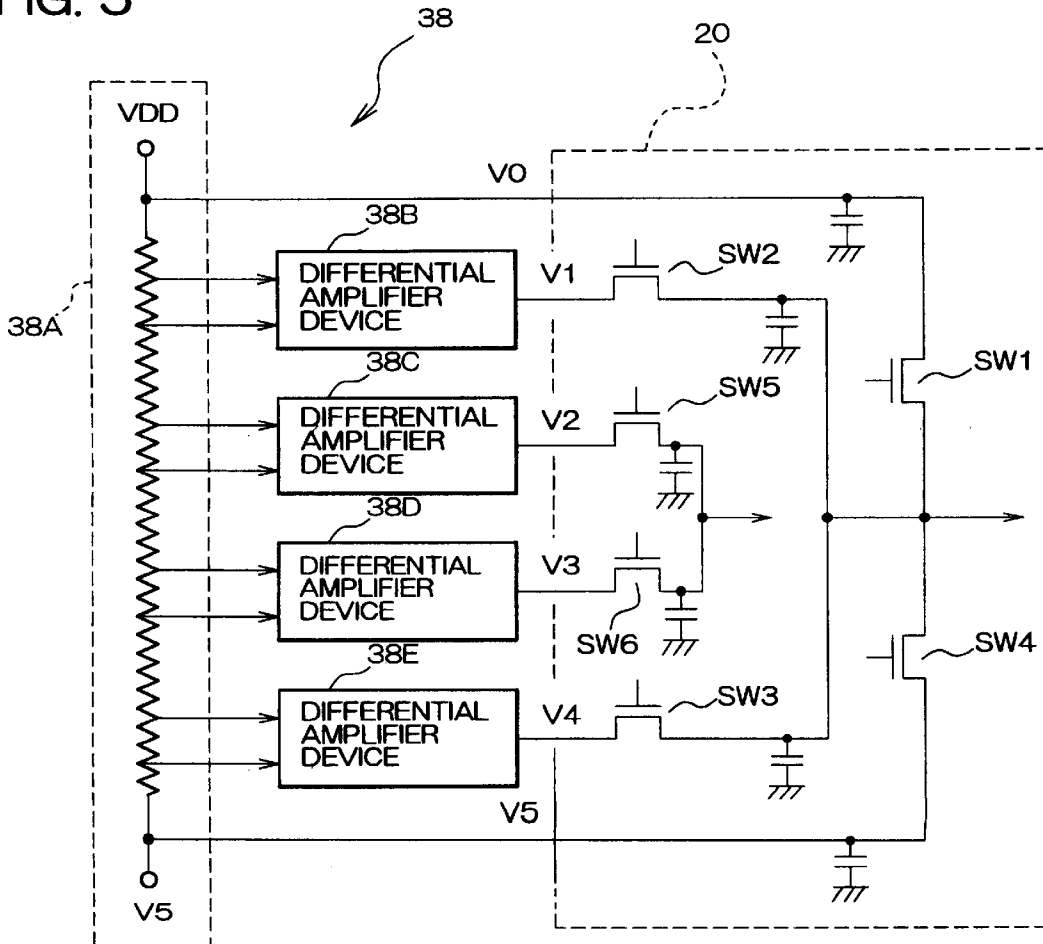 FIG. 3
38
20
VDD
V0
38B
DIFFERENTIAL
AMPLIFIER
DEVICE
V1
SW2
38A
38C
SW1
DIFFERENTIAL
AMPLIFIER
DEVICE
V2
SW5
38D
DIFFERENTIAL
AMPLIFIER
DEVICE
V3
SW6
SW4
38E
DIFFERENTIAL
AMPLIFIER
DEVICE
V4
SW3
V5
V5